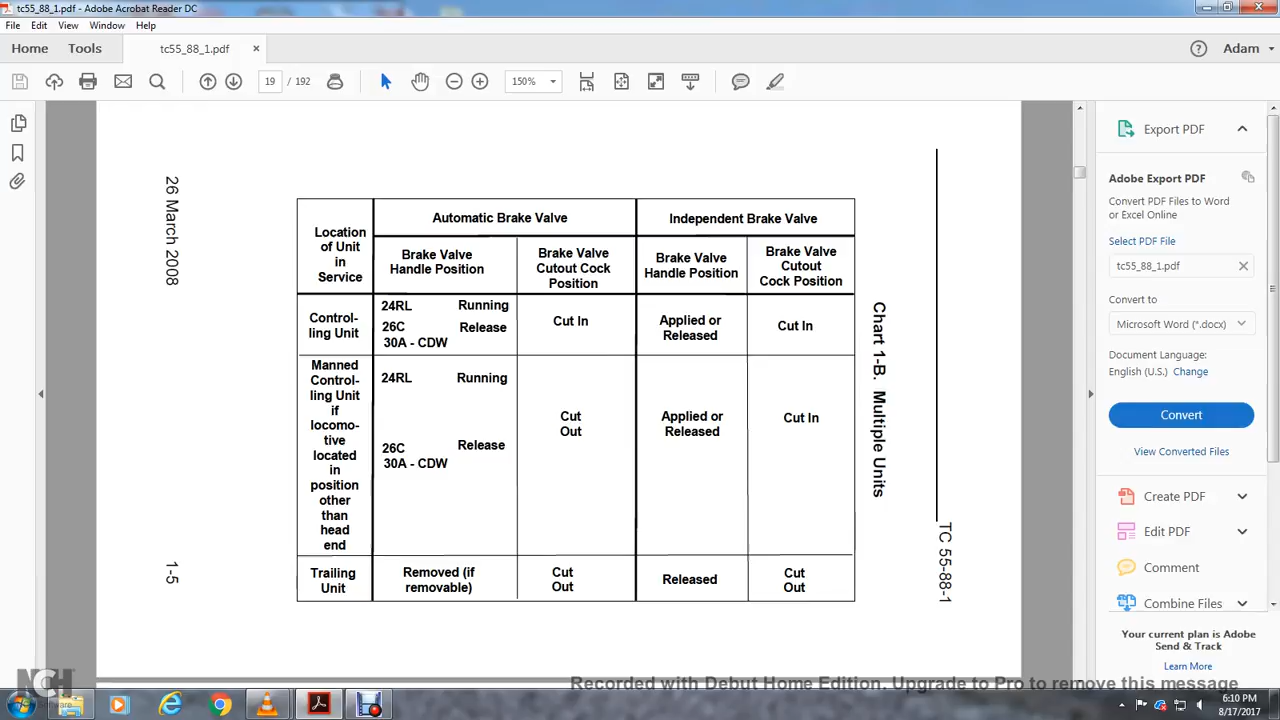 tc55_88_1.pdf - Adobe Acrobat Reader DC
File Edit View Window Help
Home Tools tc55_88_1.pdf × Adam
19 / 192 150%
26 March 2008
1-5
Location
of Unit
in
Service
Automatic Brake Valve
Independent Brake Valve
Brake Valve
Handle Position
Brake Valve
Cutout Cock
Position
Brake Valve
Handle Position
Brake Valve
Cutout
Cock Position
Control-
ling Unit
24RL Running
26C Release
30A - CDW
Cut In
Applied or
Released
Cut In
Manned
Control-
ling Unit
if
locomo-
tive
located
in
position
other
than
head
end
24RL Running
26C Release
30A - CDW
Cut
Out
Applied or
Released
Cut In
Trailing
Unit
Removed (if
removable)
Cut
Out
Released
Cut
Out
Chart 1-B. Multiple Units
TC 55-88-1
Export PDF
Adobe Export PDF
Convert PDF Files to Word
or Excel Online
Select PDF File
tc55_88_1.pdf
Convert to
Microsoft Word (*.docx)
Document Language:
English (U.S.) Change
Convert
View Converted Files
Create PDF
Edit PDF
Comment
Combine Files
Your current plan is Adobe
Send & Track
Learn More
NCH
Software
Recorded with Debut Home Edition. Upgrade to Pro to remove this message
6:10 PM
8/17/2017